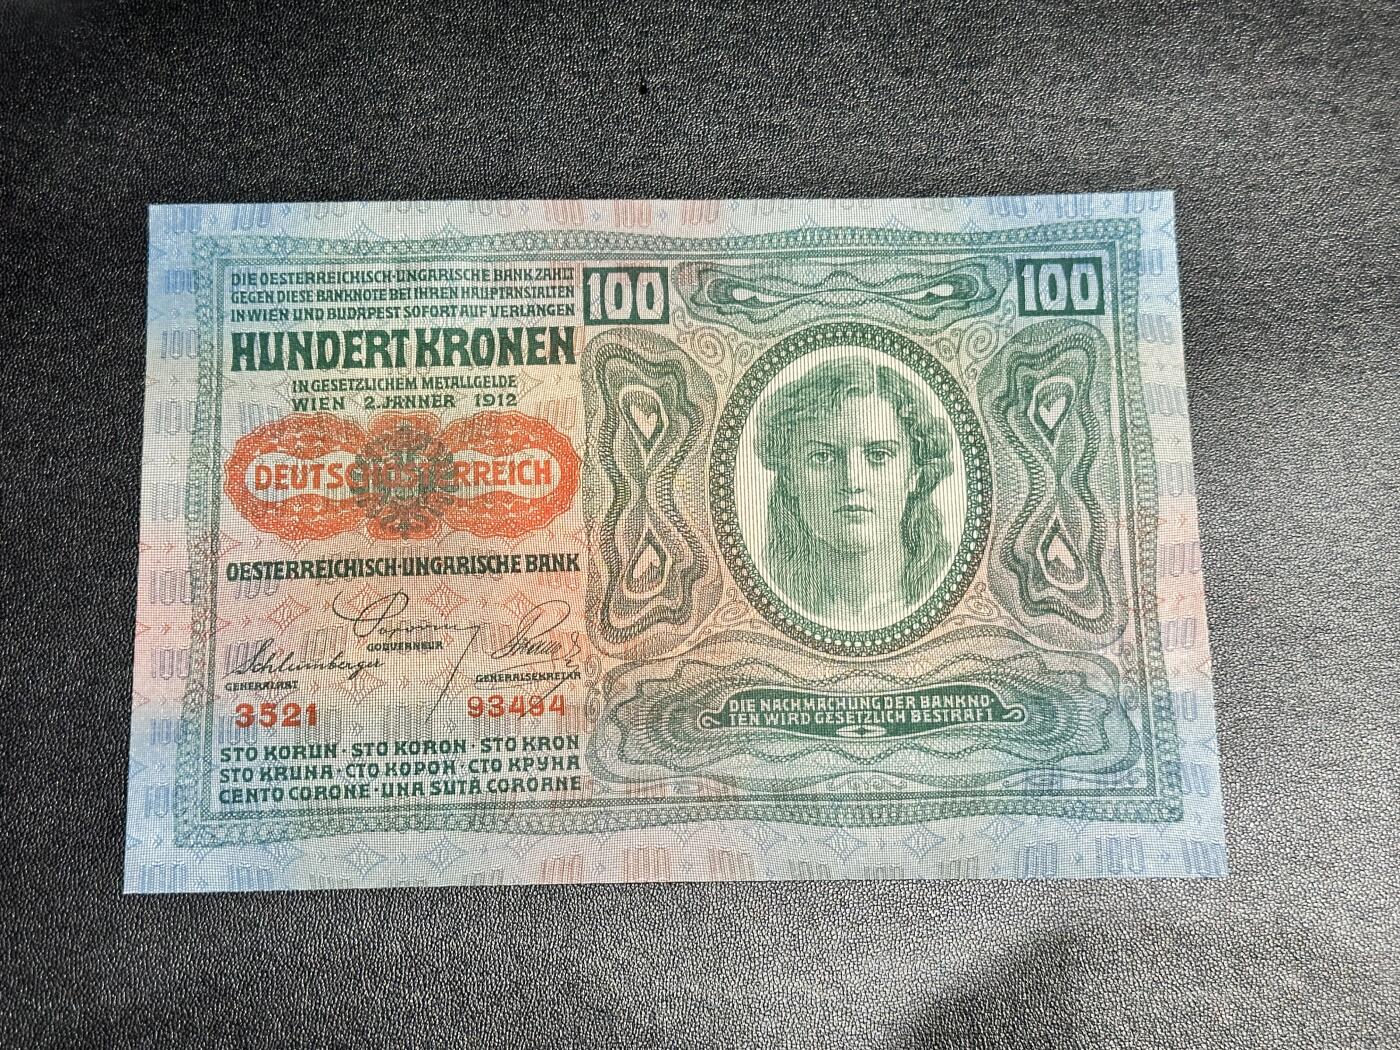 DIE OESTERREICHISCH-UNGARISCHE BANK ZAHLT
GEGEN DIESE BANKNOTE BEI IHREN HAUPTANSTALTEN
IN WIEN UND BUDAPEST SOFORT AUF VERLANGEN
HUNDERT KRONEN
IN GESETZLICHEM METALLGELDE
WIEN 2. JÄNNER 1912
DEUTSCHÖSTERREICH
OESTERREICHISCH-UNGARISCHE BANK
GOUVERNEUR
Schlumberger
GENERALRAT
GENERALSEKRETÄR
3521
93494
STO KORUN · STO KORON · STO KRON
STO KRUNA · СТО КОРОН · СТО КРУНА
CENTO CORONE · UNA SUTĂ COROANE
100
100
DIE NACHMACHUNG DER BANKNO-
TEN WIRD GESETZLICH BESTRAFT